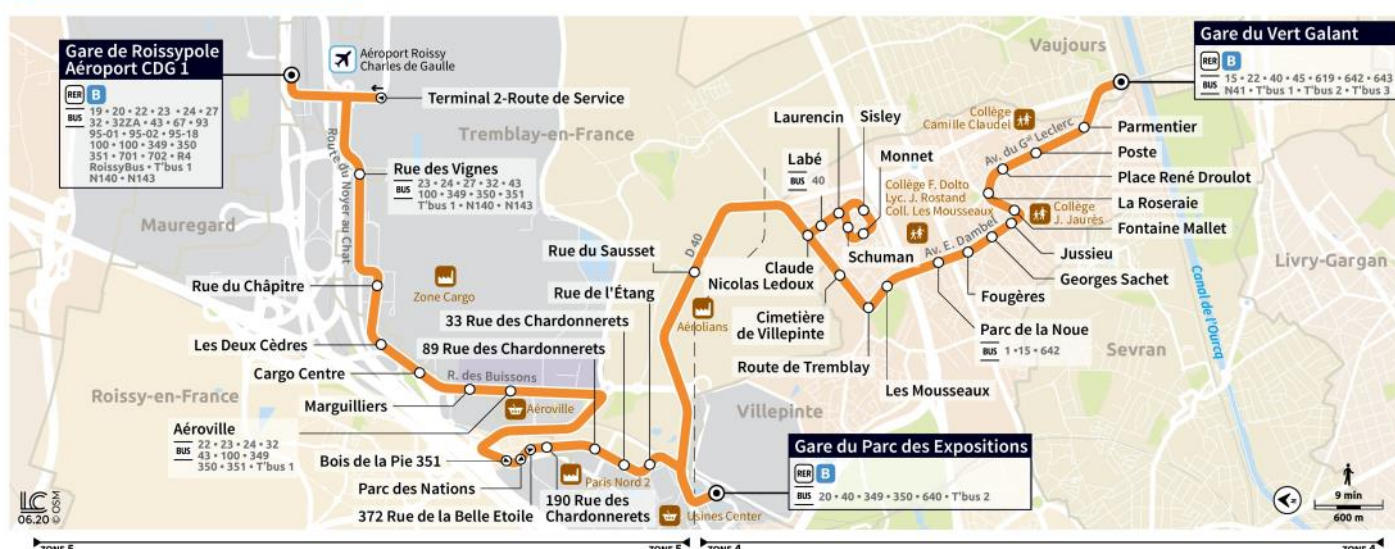 Gare de Roissypole
Aéroport CDG 1
RER B
BUS 19 • 20 • 22 • 23 • 24 • 27
32 • 32ZA • 43 • 67 • 93
95-01 • 95-02 • 95-18
100 • 100 • 349 • 350
351 • 701 • 702 • R4
RoissyBus • T'bus 1
N140 • N143
Aéroport Roissy
Charles de Gaulle
Terminal 2-Route de Service
Route du Noyer au Chat
Rue des Vignes
BUS 23 • 24 • 27 • 32 • 43
100 • 349 • 350 • 351
T'bus 1 • N140 • N143
Tremblay-en-France
Mauregard
Zone Cargo
Rue du Châpitre
Les Deux Cèdres
Cargo Centre
R. des Buissons
Marguilliers
Roissy-en-France
Aéroville
BUS 22 • 23 • 24 • 32
43 • 100 • 349
350 • 351 • T'bus 1
Aéroville
Bois de la Pie 351
Parc des Nations
372 Rue de la Belle Etoile
190 Rue des
Chardonnerets
Paris Nord 2
89 Rue des Chardonnerets
33 Rue des Chardonnerets
Rue de l'Étang
Rue du Sausset
D 40
Aérolians
Usines Center
Gare du Parc des Expositions
RER B
BUS 20 • 40 • 349 • 350 • 640 • T'bus 2
Villepinte
Claude
Nicolas Ledoux
Labé
BUS 40
Laurencin
Sisley
Monnet
Schuman
Collège F. Dolto
Lyc. J. Rostand
Coll. Les Mousseaux
Cimetière
de Villepinte
Route de Tremblay
Les Mousseaux
Av. E. Dambel
Parc de la Noue
BUS 1 • 15 • 642
Fougères
Georges Sachet
Jussieu
Fontaine Mallet
Collège
J. Jaurès
La Roseraie
Place René Droulot
Poste
Parmentier
Av. du Gal Leclerc
Collège
Camille Claudel
Vaujours
Gare du Vert Galant
RER B
BUS 15 • 22 • 40 • 45 • 619 • 642 • 643
N41 • T'bus 1 • T'bus 2 • T'bus 3
Canal de l'Ourcq
Livry-Gargan
Sevran
N
9 min
600 m
LC
06.20 © OSM
ZONE 5
ZONE 5
ZONE 4
ZONE 4